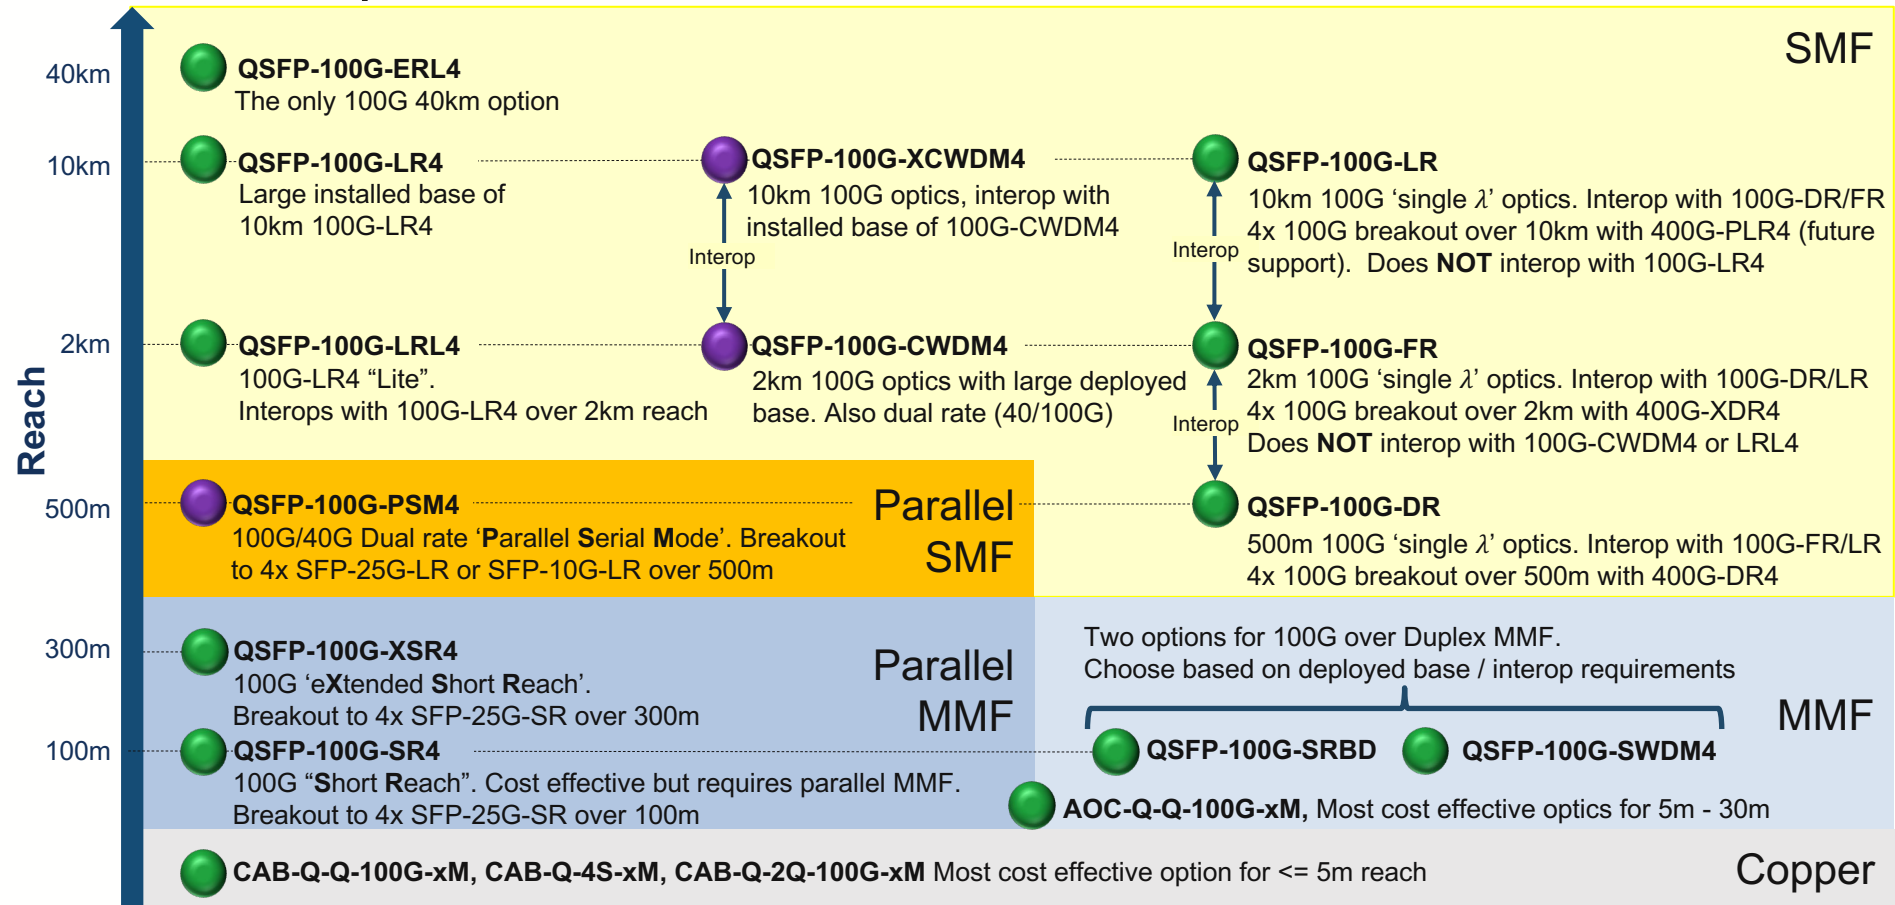 SMF
40km
QSFP-100G-ERL4
The only 100G 40km option
10km
QSFP-100G-LR4
Large installed base of
10km 100G-LR4
QSFP-100G-XCWDM4
10km 100G optics, interop with
installed base of 100G-CWDM4
QSFP-100G-LR
10km 100G ‘single λ’ optics. Interop with 100G-DR/FR
4x 100G breakout over 10km with 400G-PLR4 (future
support). Does NOT interop with 100G-LR4
Interop
Interop
2km
QSFP-100G-LRL4
100G-LR4 “Lite”.
Interops with 100G-LR4 over 2km reach
QSFP-100G-CWDM4
2km 100G optics with large deployed
base. Also dual rate (40/100G)
QSFP-100G-FR
2km 100G ‘single λ’ optics. Interop with 100G-DR/LR
4x 100G breakout over 2km with 400G-XDR4
Does NOT interop with 100G-CWDM4 or LRL4
Interop
Reach
500m
QSFP-100G-PSM4
100G/40G Dual rate ‘Parallel Serial Mode’. Breakout
to 4x SFP-25G-LR or SFP-10G-LR over 500m
Parallel
SMF
QSFP-100G-DR
500m 100G ‘single λ’ optics. Interop with 100G-FR/LR
4x 100G breakout over 500m with 400G-DR4
300m
QSFP-100G-XSR4
100G ‘eXtended Short Reach’.
Breakout to 4x SFP-25G-SR over 300m
Parallel
MMF
Two options for 100G over Duplex MMF.
Choose based on deployed base / interop requirements
MMF
100m
QSFP-100G-SR4
100G “Short Reach”. Cost effective but requires parallel MMF.
Breakout to 4x SFP-25G-SR over 100m
QSFP-100G-SRBD
QSFP-100G-SWDM4
AOC-Q-Q-100G-xM, Most cost effective optics for 5m - 30m
CAB-Q-Q-100G-xM, CAB-Q-4S-xM, CAB-Q-2Q-100G-xM Most cost effective option for <= 5m reach
Copper